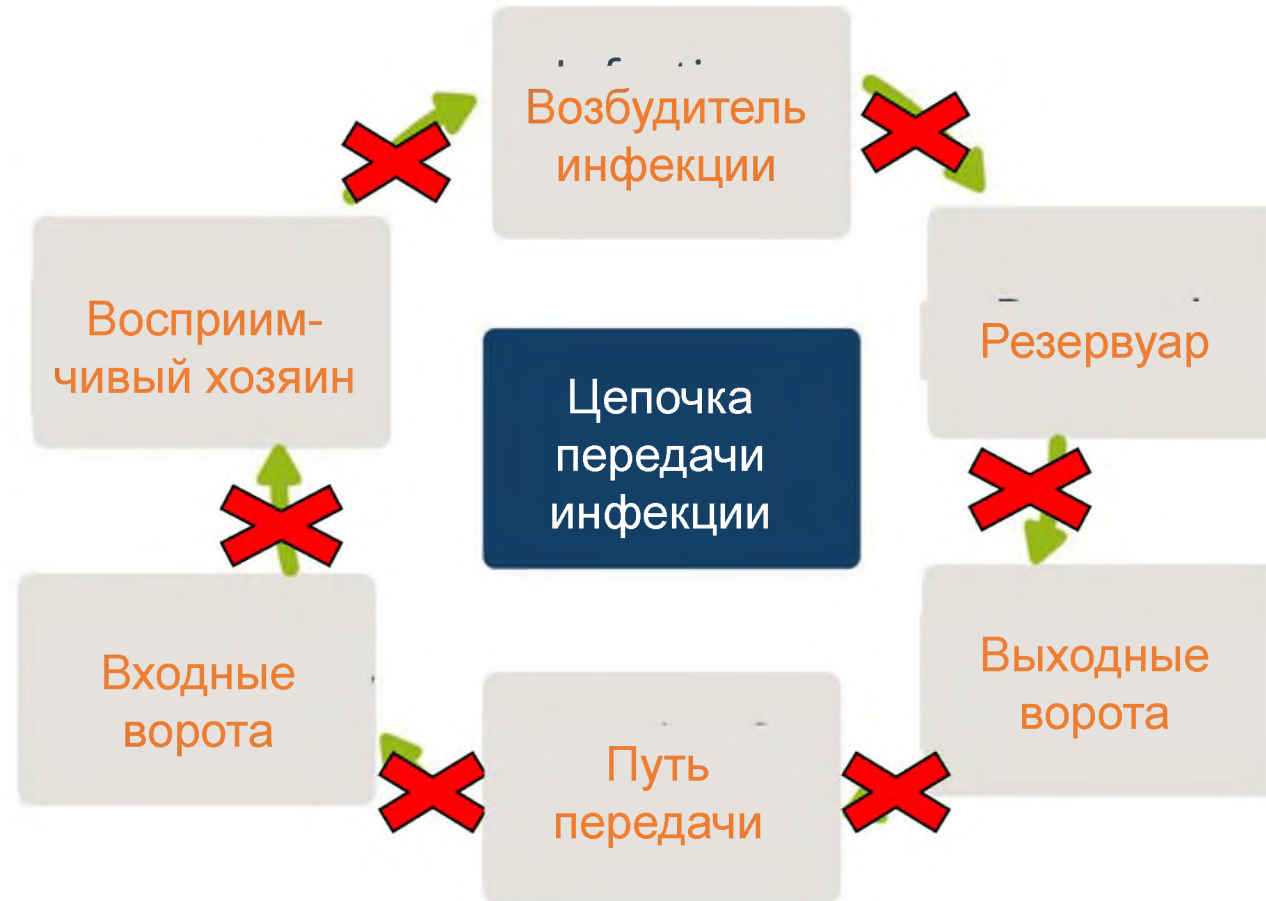 Возбудитель
инфекции
Восприим-
чивый хозяин
Резервуар
Цепочка
передачи
инфекции
Входные
ворота
Выходные
ворота
Путь
передачи